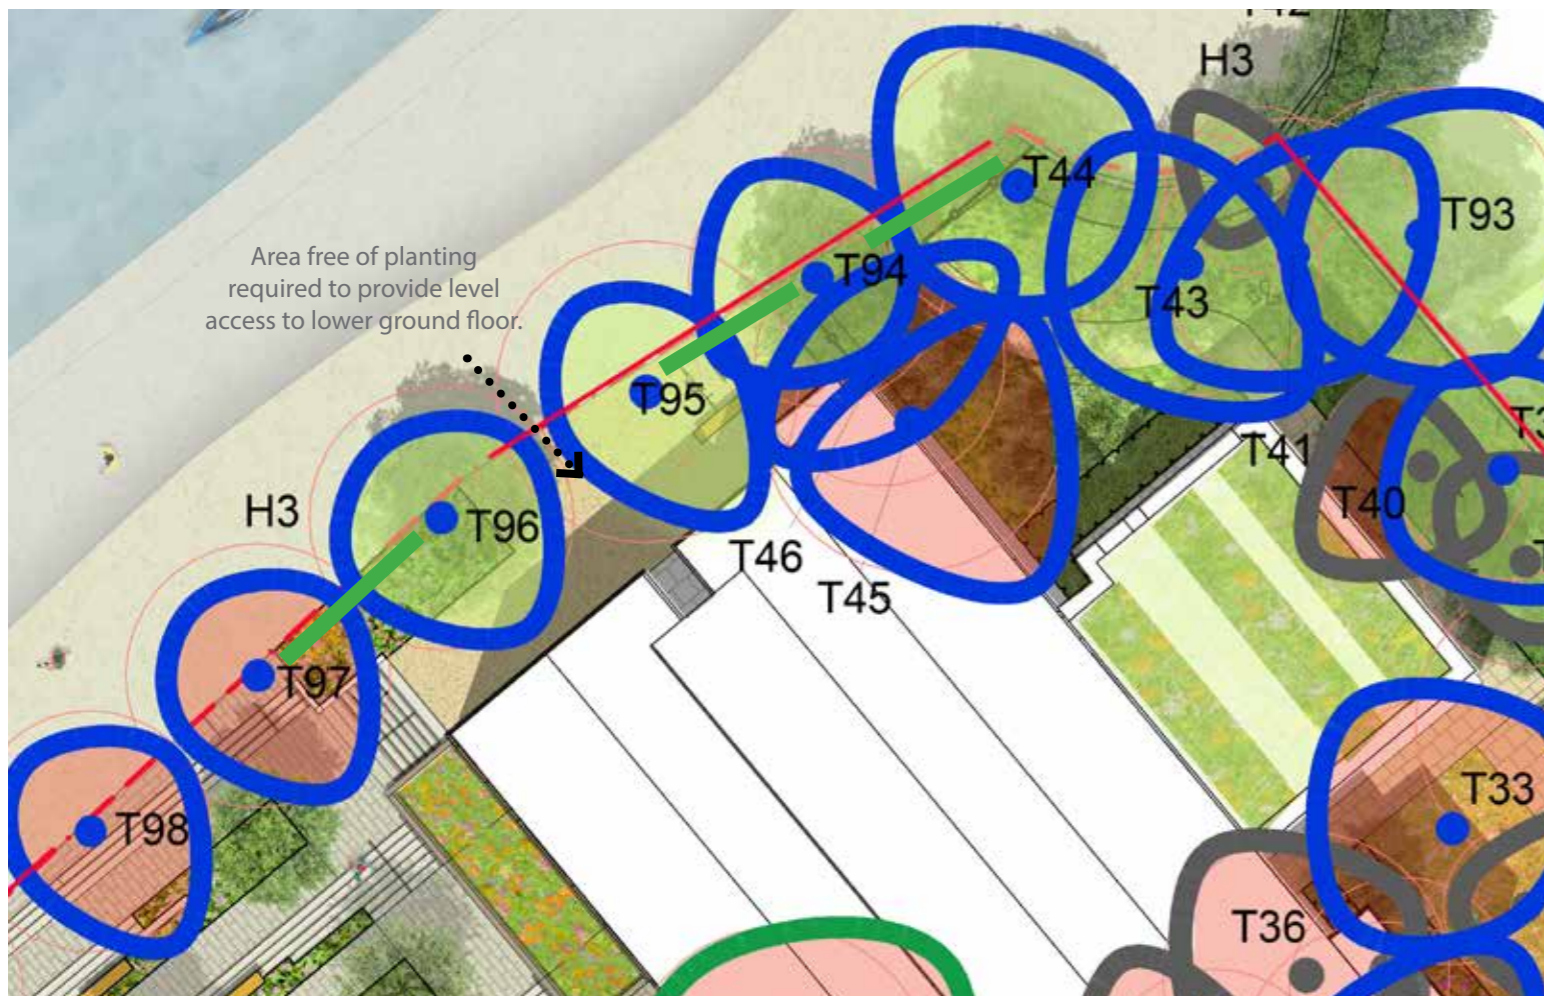 T42
H3
T44
T93
Area free of planting
required to provide level
access to lower ground floor.
T94
T43
T95
T41
T40
H3
T96
T46
T45
T97
T33
T98
T36